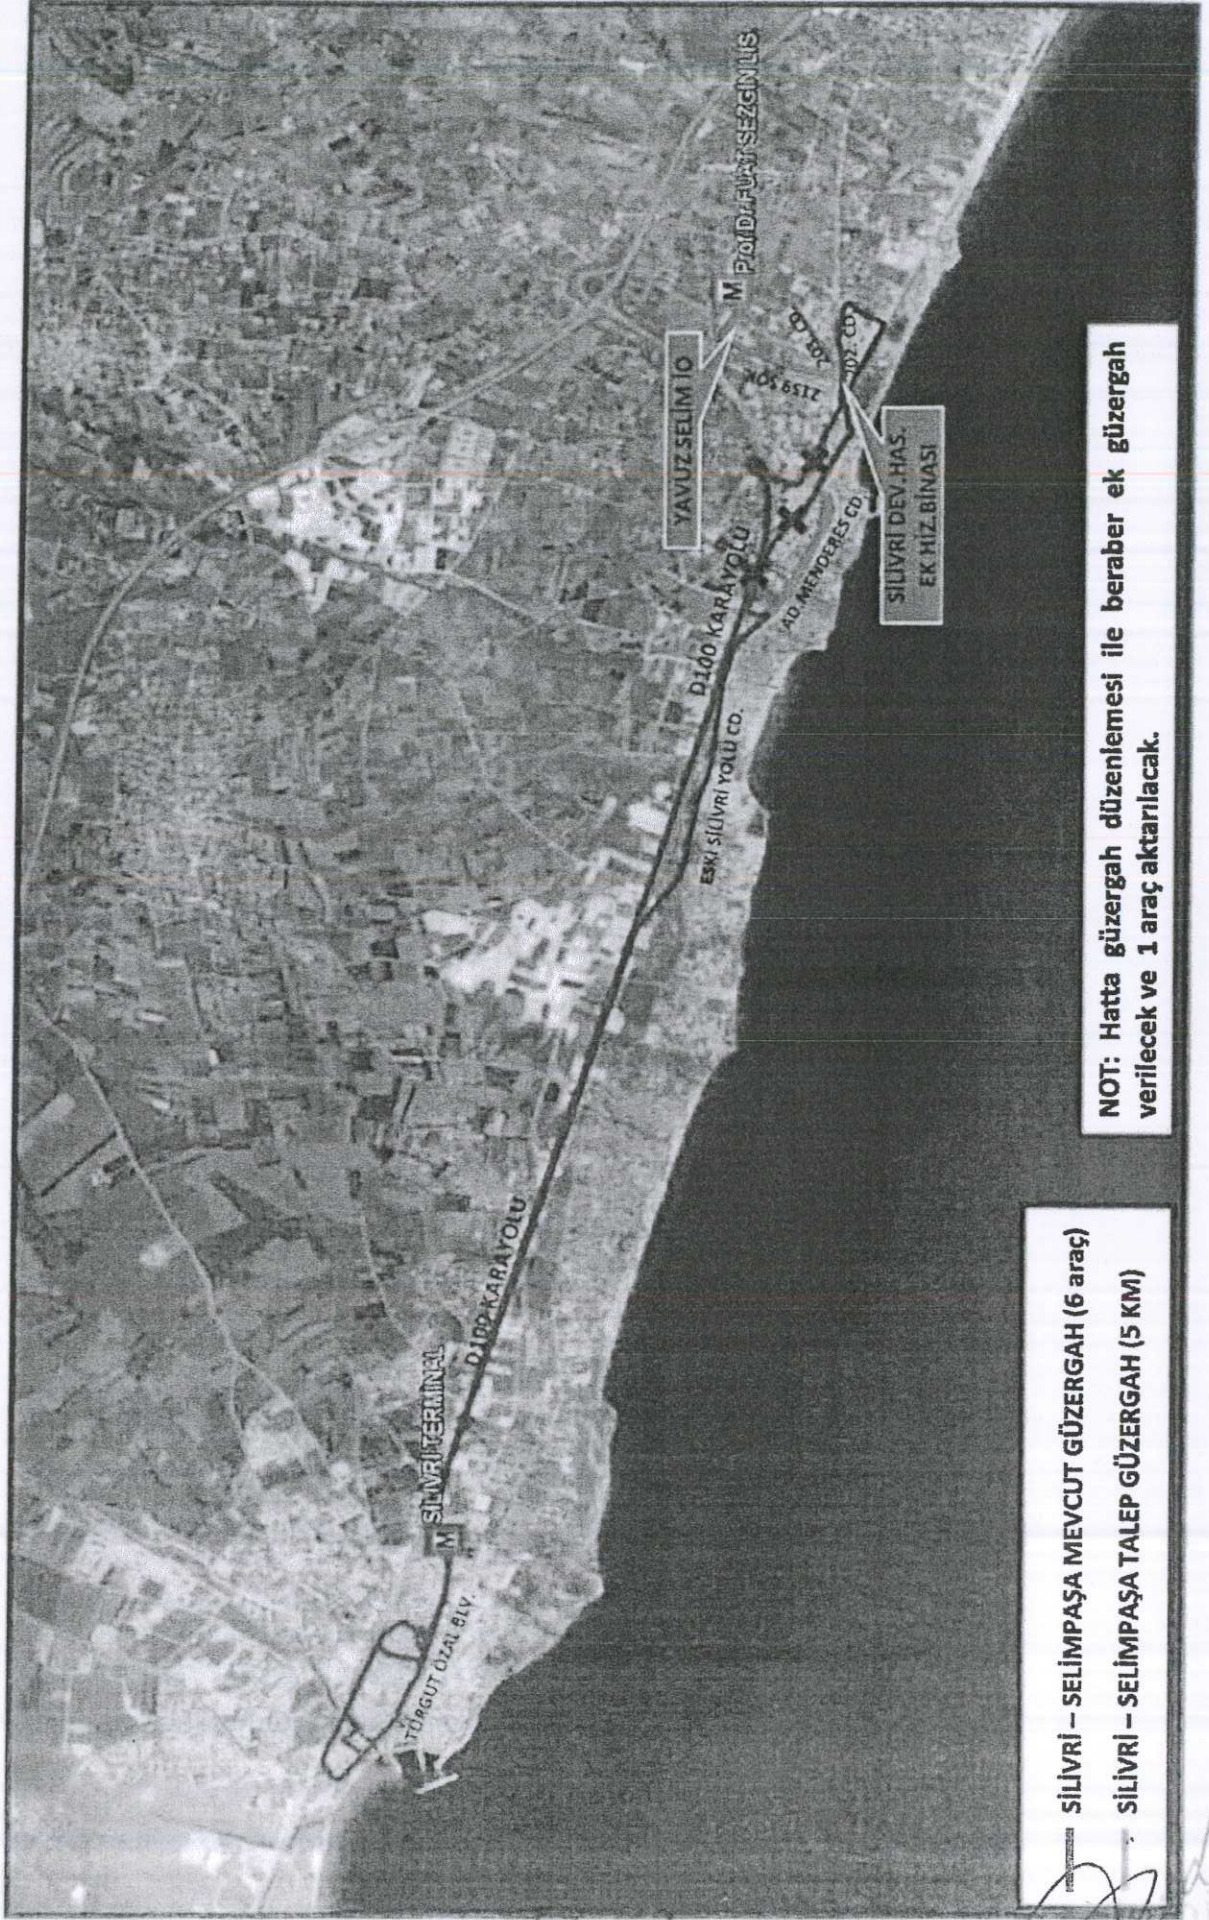 SİLİVRİ TERMİNAL
M
TURGUT ÖZAL BLV.
D100 KARAYOLU
ESKİ SİLİVRİ YOLU CD.
D100 KARAYOLU
AD.MENDERES CD.
YAVUZ SELİM İO
M Prof.Dr.FUAT SEZGİN LİS
2159 SOK.
103. CD.
102. CD.
SİLİVRİ DEV.HAS.
EK HİZ.BİNASI
SİLİVRİ – SELİMPAŞA MEVCUT GÜZERGAH (6 araç)
SİLİVRİ – SELİMPAŞA TALEP GÜZERGAH (5 KM)
NOT: Hatta güzergah düzenlemesi ile beraber ek güzergah
verilecek ve 1 araç aktarılacak.